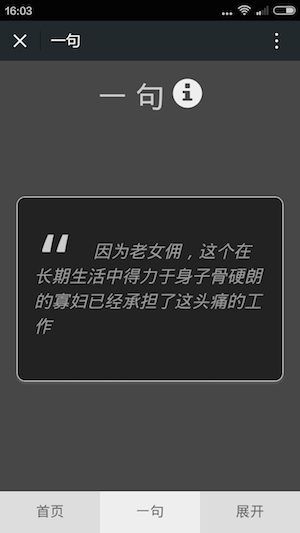 16:03
一句
一句
因为老女佣，这个在
长期生活中得力于身子骨硬朗
的寡妇已经承担了这头痛的工
作
首页 一句 展开